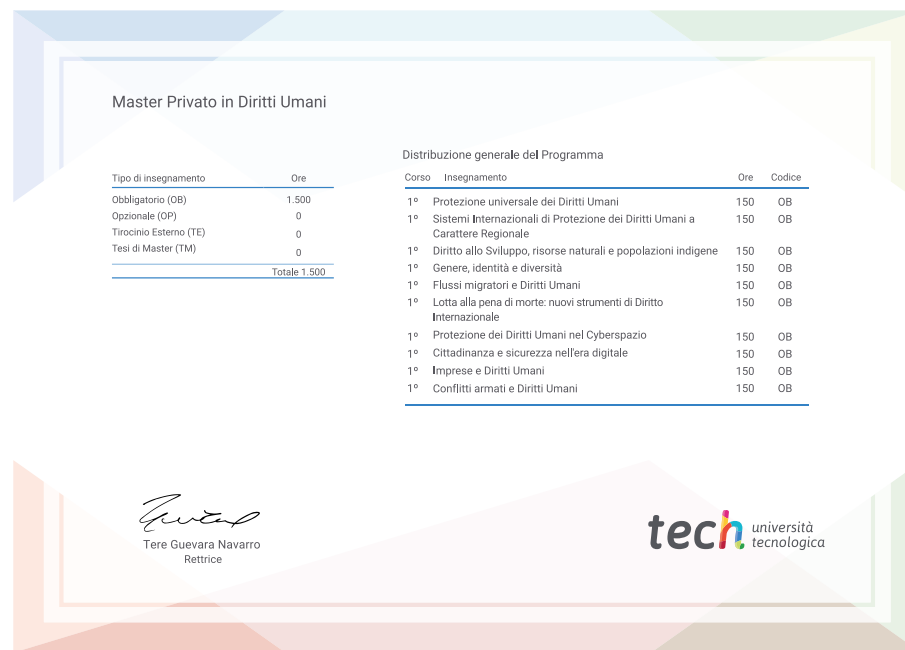 Master Privato in Diritti Umani
Tipo di insegnamento Ore
Obbligatorio (OB) 1.500
Opzionale (OP) 0
Tirocinio Esterno (TE) 0
Tesi di Master (TM) 0
Totale 1.500
Distribuzione generale del Programma
Corso Insegnamento Ore Codice
1º Protezione universale dei Diritti Umani 150 OB
1º Sistemi Internazionali di Protezione dei Diritti Umani a 150 OB
Carattere Regionale
1º Diritto allo Sviluppo, risorse naturali e popolazioni indigene 150 OB
1º Genere, identità e diversità 150 OB
1º Flussi migratori e Diritti Umani 150 OB
1º Lotta alla pena di morte: nuovi strumenti di Diritto 150 OB
Internazionale
1º Protezione dei Diritti Umani nel Cyberspazio 150 OB
1º Cittadinanza e sicurezza nell'era digitale 150 OB
1º Imprese e Diritti Umani 150 OB
1º Conflitti armati e Diritti Umani 150 OB
Tere Guevara Navarro
Rettrice
tech università
tecnologica